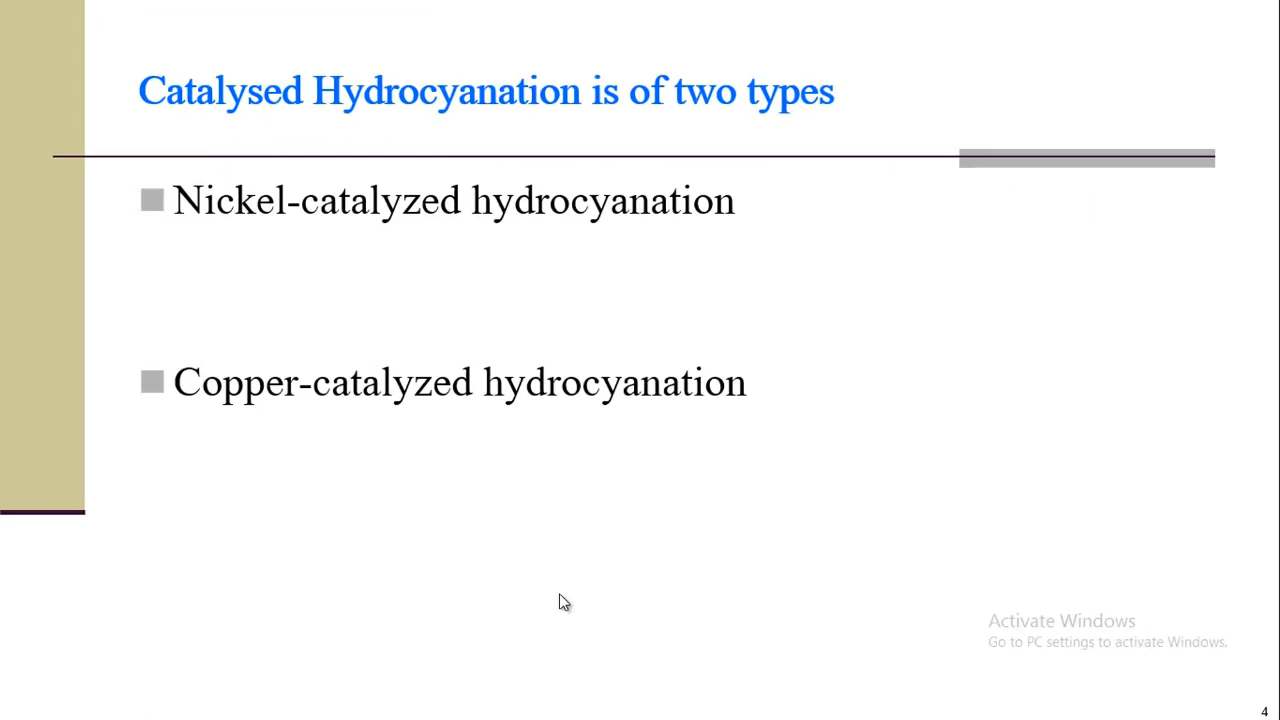 Catalysed Hydrocyanation is of two types
Nickel-catalyzed hydrocyanation
Copper-catalyzed hydrocyanation
Activate Windows
Go to PC settings to activate Windows.
4